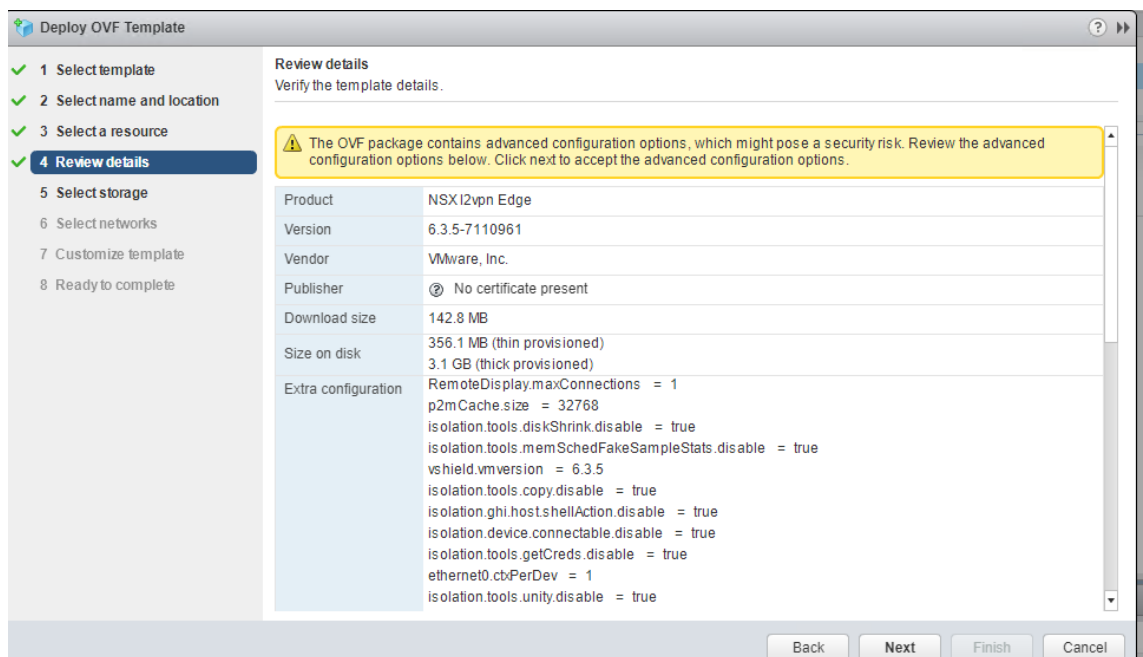 Deploy OVF Template
1 Select template
2 Select name and location
3 Select a resource
4 Review details
5 Select storage
6 Select networks
7 Customize template
8 Ready to complete
Review details
Verify the template details.
The OVF package contains advanced configuration options, which might pose a security risk. Review the advanced
configuration options below. Click next to accept the advanced configuration options.
Product NSX l2vpn Edge
Version 6.3.5-7110961
Vendor VMware, Inc.
Publisher No certificate present
Download size 142.8 MB
Size on disk 356.1 MB (thin provisioned)
3.1 GB (thick provisioned)
Extra configuration RemoteDisplay.maxConnections = 1
p2mCache.size = 32768
isolation.tools.diskShrink.disable = true
isolation.tools.memSchedFakeSampleStats.disable = true
vshield.vmversion = 6.3.5
isolation.tools.copy.disable = true
isolation.ghi.host.shellAction.disable = true
isolation.device.connectable.disable = true
isolation.tools.getCreds.disable = true
ethernet0.ctxPerDev = 1
isolation.tools.unity.disable = true
Back Next Finish Cancel